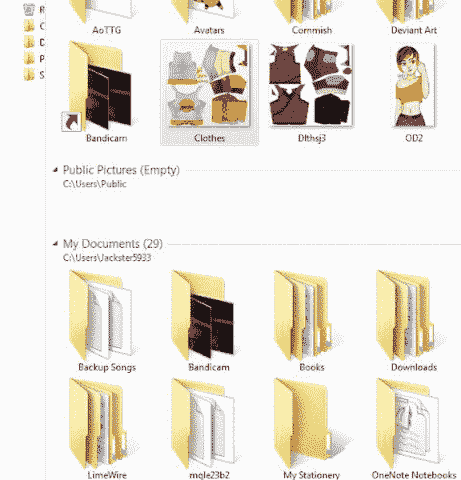 R
AoTTG Avatars Cornmish Deviant Art
C
D
P
S
Bandicam Clothes Dlthsj3 OD2
Public Pictures (Empty)
C:\Users\Public
My Documents (29)
C:\Users\Jackster5933
Backup Songs Bandicam Books Downloads
LimeWire mqle23b2 My Stationery OneNote Notebooks